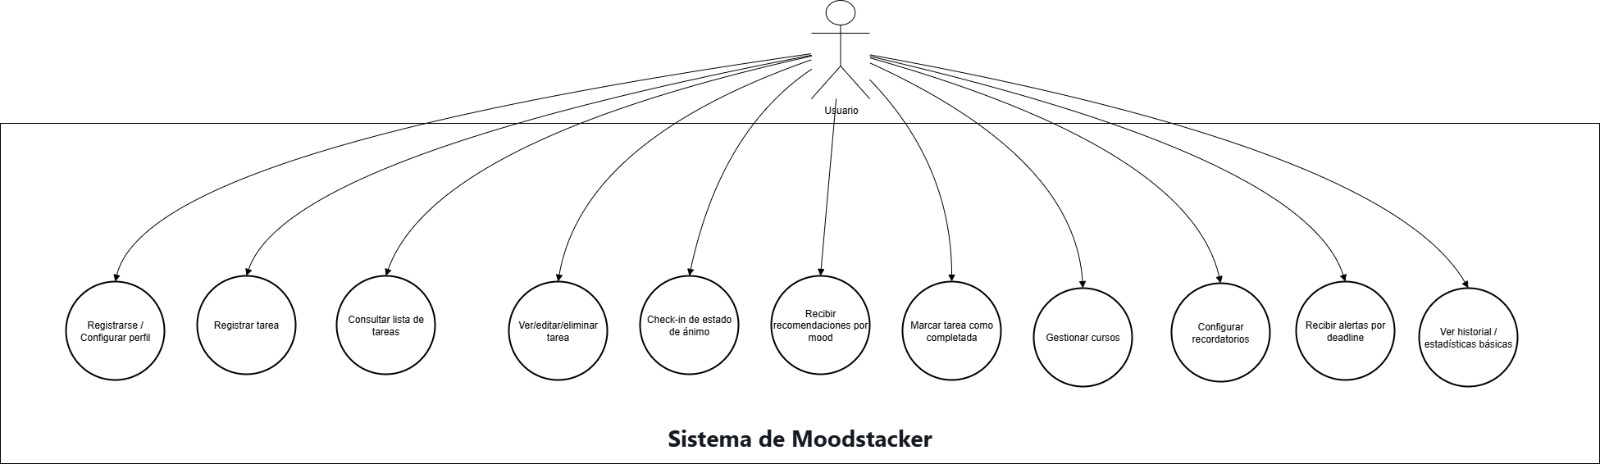 Usuario
Registrarse /
Configurar perfil
Registrar tarea
Consultar lista de
tareas
Ver/editar/eliminar
tarea
Check-in de estado
de ánimo
Recibir
recomendaciones por
mood
Marcar tarea como
completada
Gestionar cursos
Configurar
recordatorios
Recibir alertas por
deadline
Ver historial /
estadísticas básicas
Sistema de Moodstacker